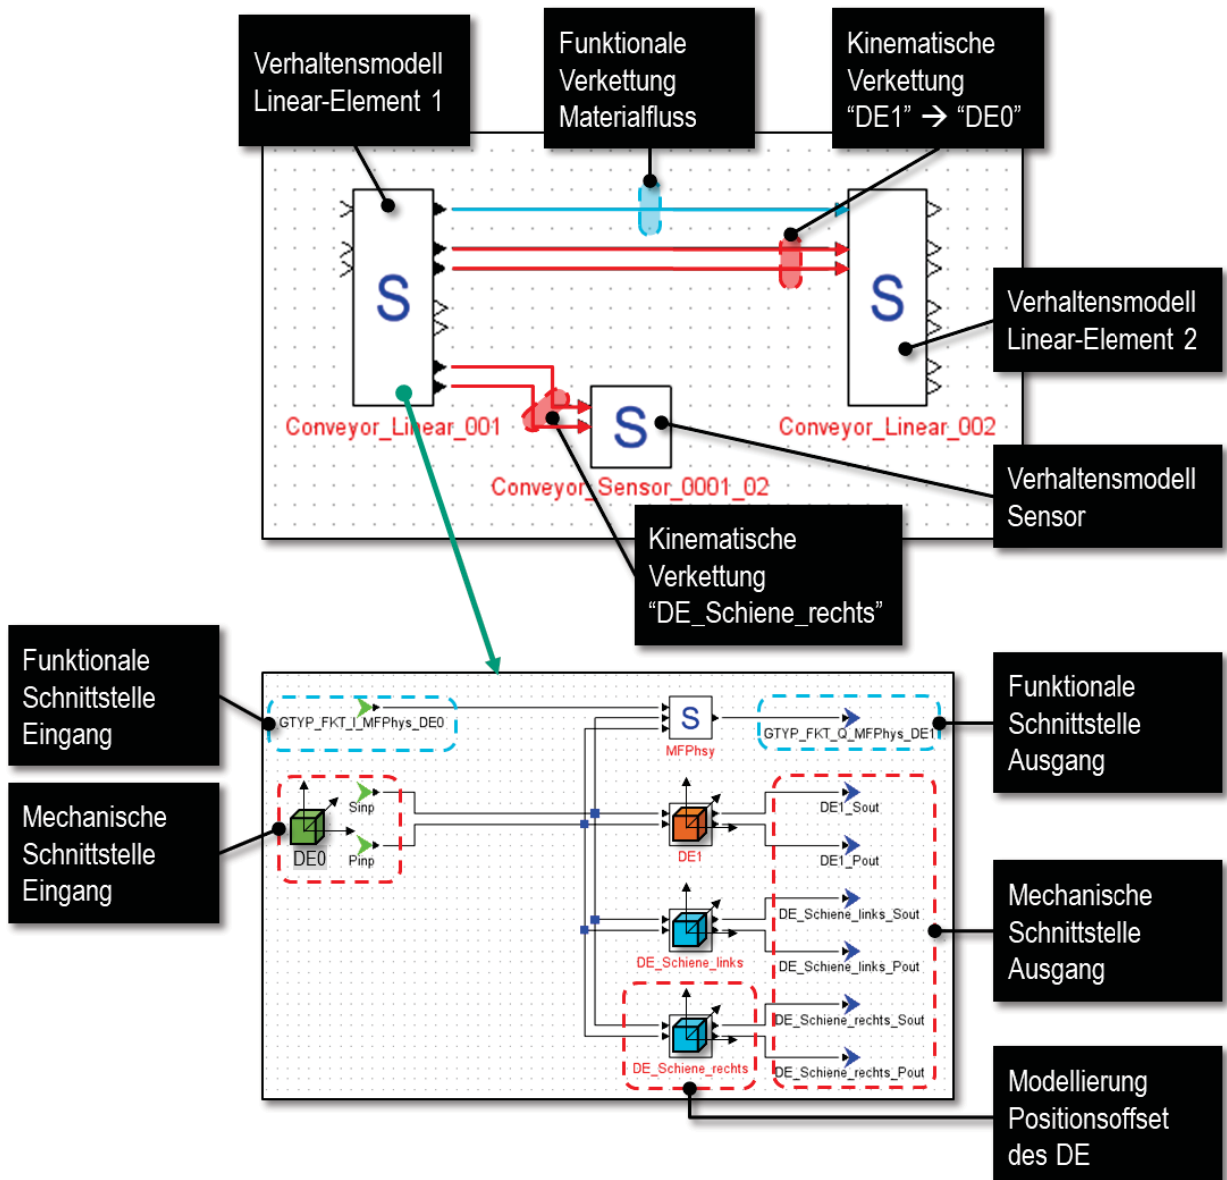 Verhaltensmodell
Linear-Element 1
Funktionale
Verkettung
Materialfluss
Kinematische
Verkettung
“DE1” → “DE0”
S
S
Verhaltensmodell
Linear-Element 2
Conveyor_Linear_001
S
Conveyor_Linear_002
Conveyor_Sensor_0001_02
Verhaltensmodell
Sensor
Kinematische
Verkettung
“DE_Schiene_rechts”
Funktionale
Schnittstelle
Eingang
GTYP_FKT_I_MFPhys_DE0
S
MFPhsy
GTYP_FKT_Q_MFPhys_DE1
Funktionale
Schnittstelle
Ausgang
Mechanische
Schnittstelle
Eingang
DE0
Sinp
Pinp
DE1
DE1_Sout
DE1_Pout
DE_Schiene_links
DE_Schiene_links_Sout
DE_Schiene_links_Pout
Mechanische
Schnittstelle
Ausgang
DE_Schiene_rechts
DE_Schiene_rechts_Sout
DE_Schiene_rechts_Pout
Modellierung
Positionsoffset
des DE